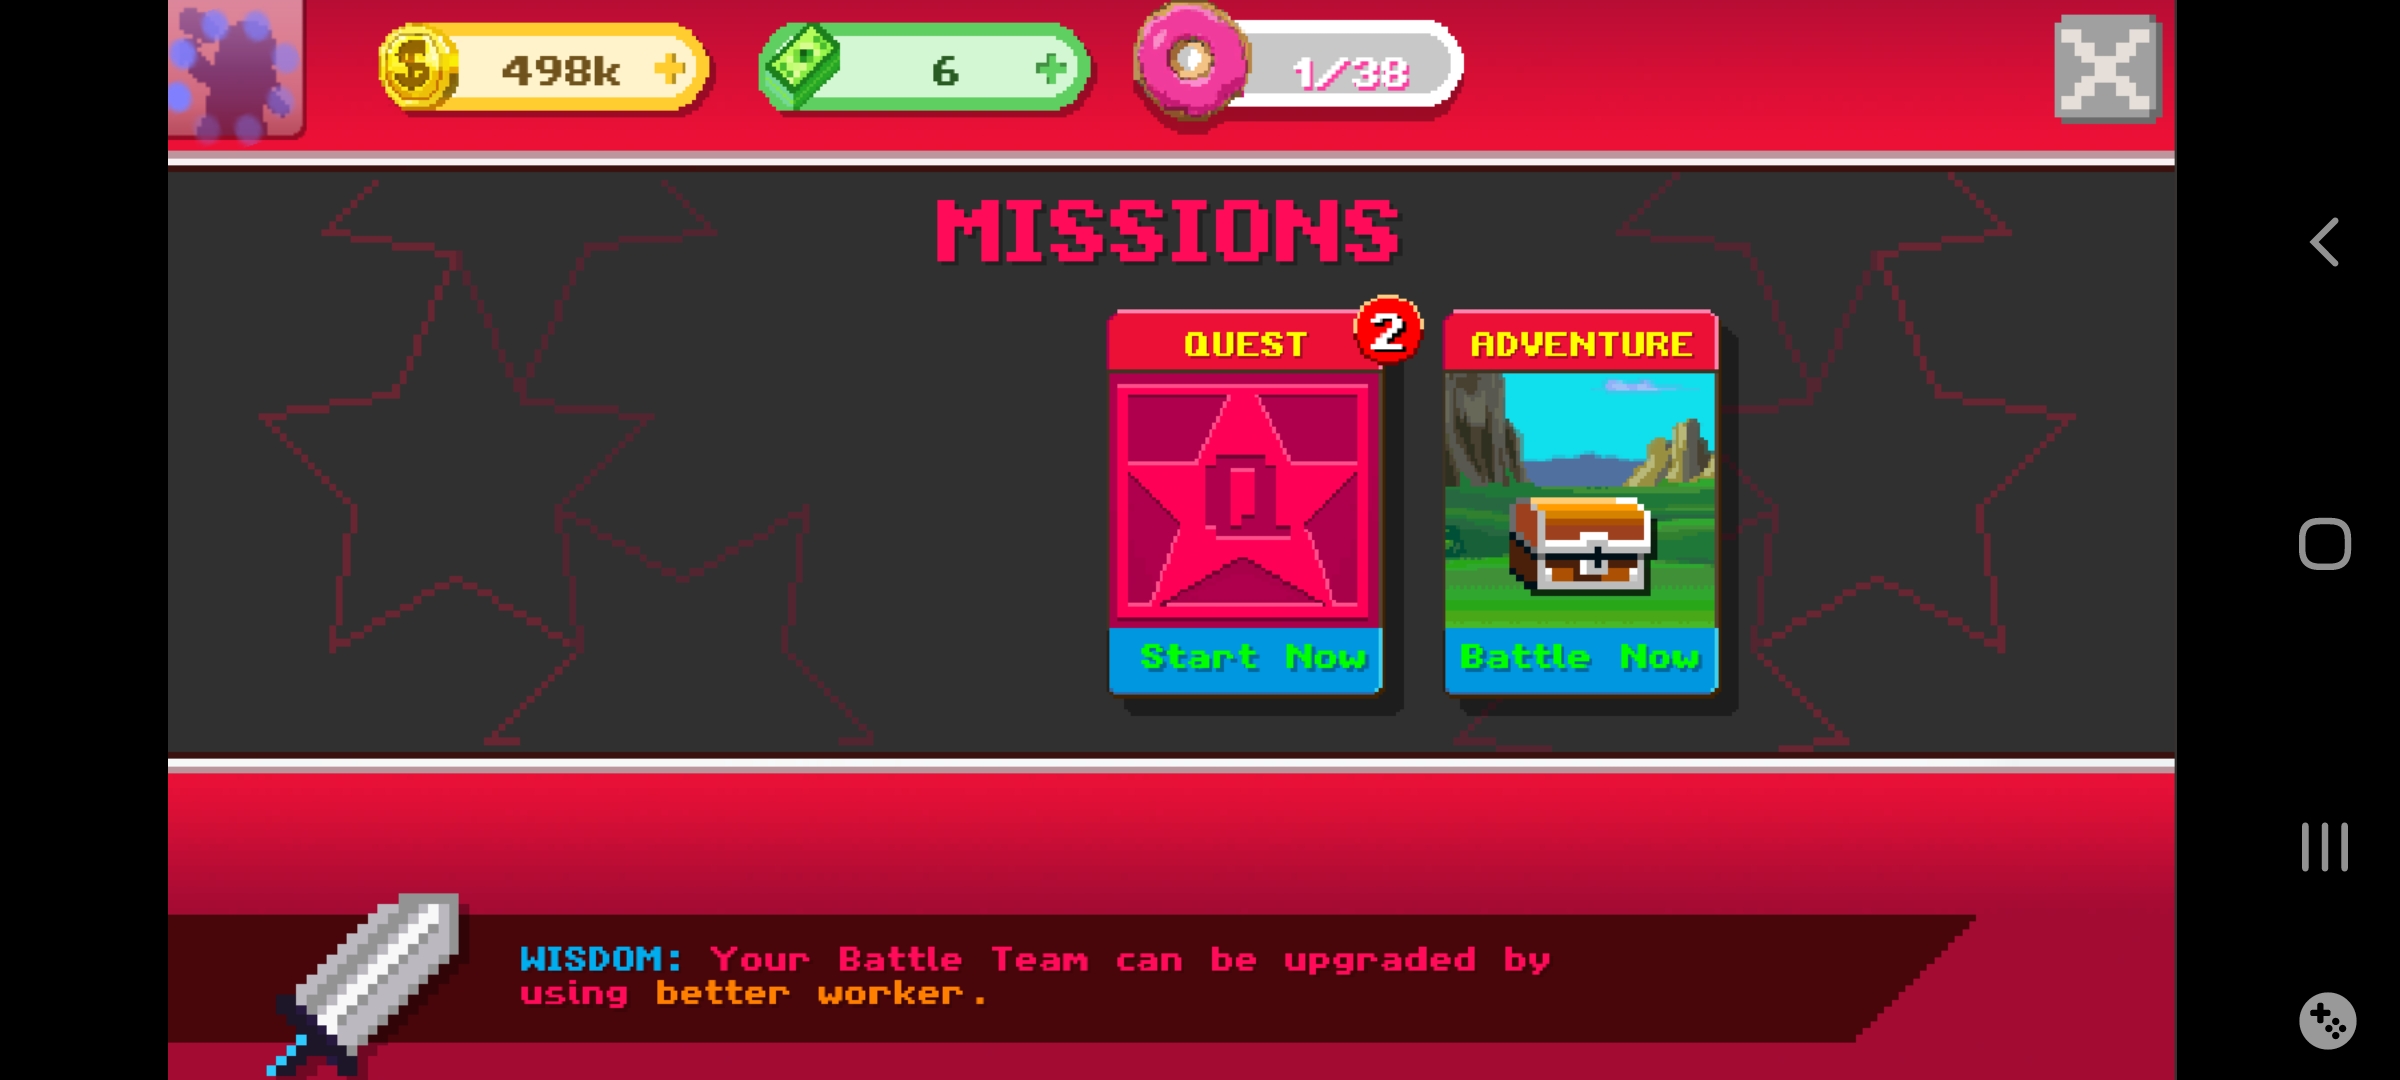 498k
6
1/38
MISSIONS
QUEST
2
ADVENTURE
Q
Start Now
Battle Now
WISDOM: Your Battle Team can be upgraded by
using better worker.